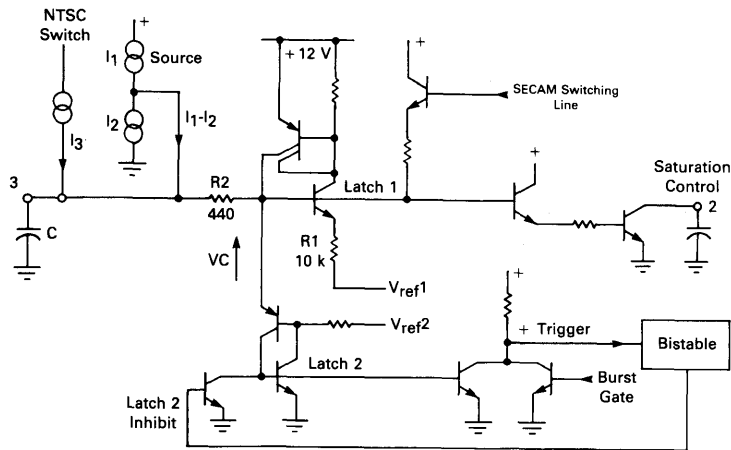 NTSC
Switch
+
I1
Source
+ 12 V
+
SECAM Switching
Line
I2
I1-I2
I3
+
Saturation
Control
3
R2
440
Latch 1
2
C
R1
10 k
VC
Vref1
+
Vref2
+ Trigger
Bistable
Latch 2
Burst
Gate
Latch 2
Inhibit